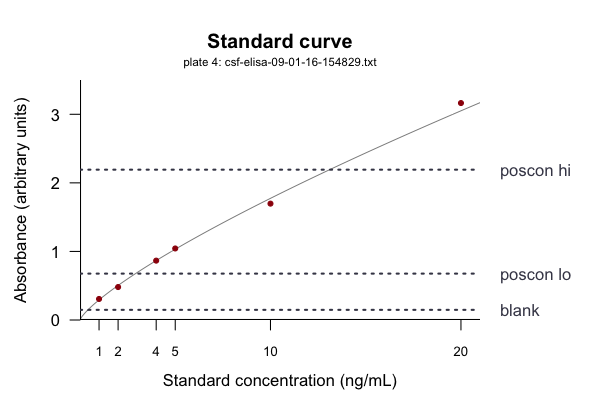 Standard curve
plate 4: csf-elisa-09-01-16-154829.txt
Absorbance (arbitrary units)
3
2
1
0
poscon hi
poscon lo
blank
1 2 4 5 10 20
Standard concentration (ng/mL)